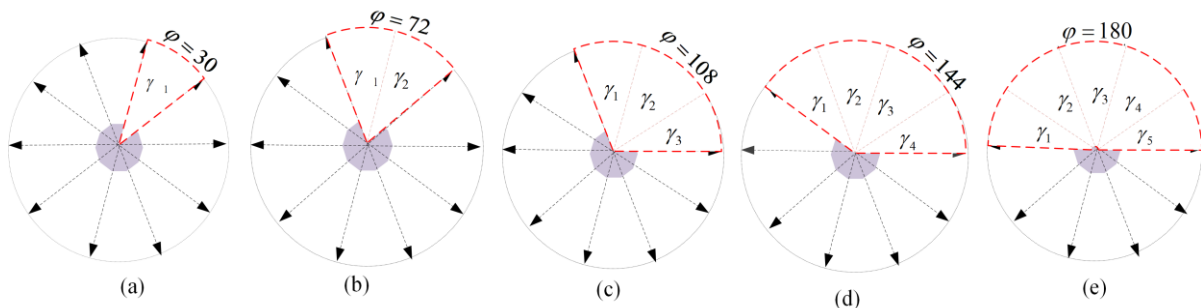 φ = 30
γ 1
(a)
φ = 72
γ 1
γ2
(b)
φ = 108
γ1
γ2
γ3
(c)
φ = 144
γ1
γ2
γ3
γ4
(d)
φ = 180
γ1
γ2
γ3
γ4
γ5
(e)